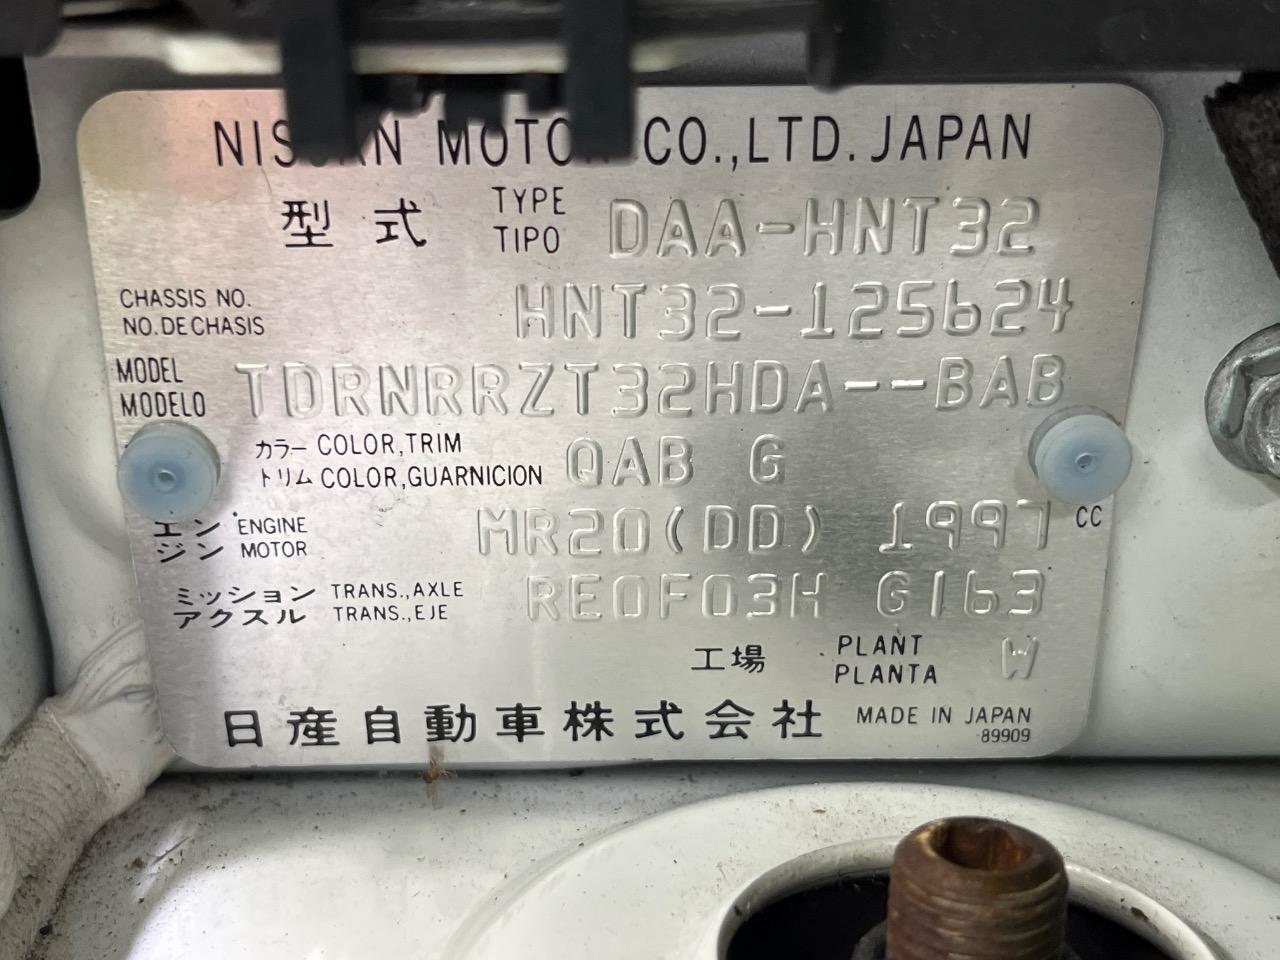 NISSAN MOTOR CO.,LTD. JAPAN
型式 TYPE TIPO DAA-HNT32
CHASSIS NO. NO. DE CHASIS HNT32-125624
MODEL MODELO TDRNRRZT32HDA--BAB
カラー COLOR,TRIM
トリム COLOR,GUARNICION QAB G
エン ENGINE
ジン MOTOR MR20(DD) 1997 CC
ミッション TRANS.,AXLE
アクスル TRANS.,EJE RE0F03H G163
工場 PLANT PLANTA W
日産自動車株式会社 MADE IN JAPAN
89909